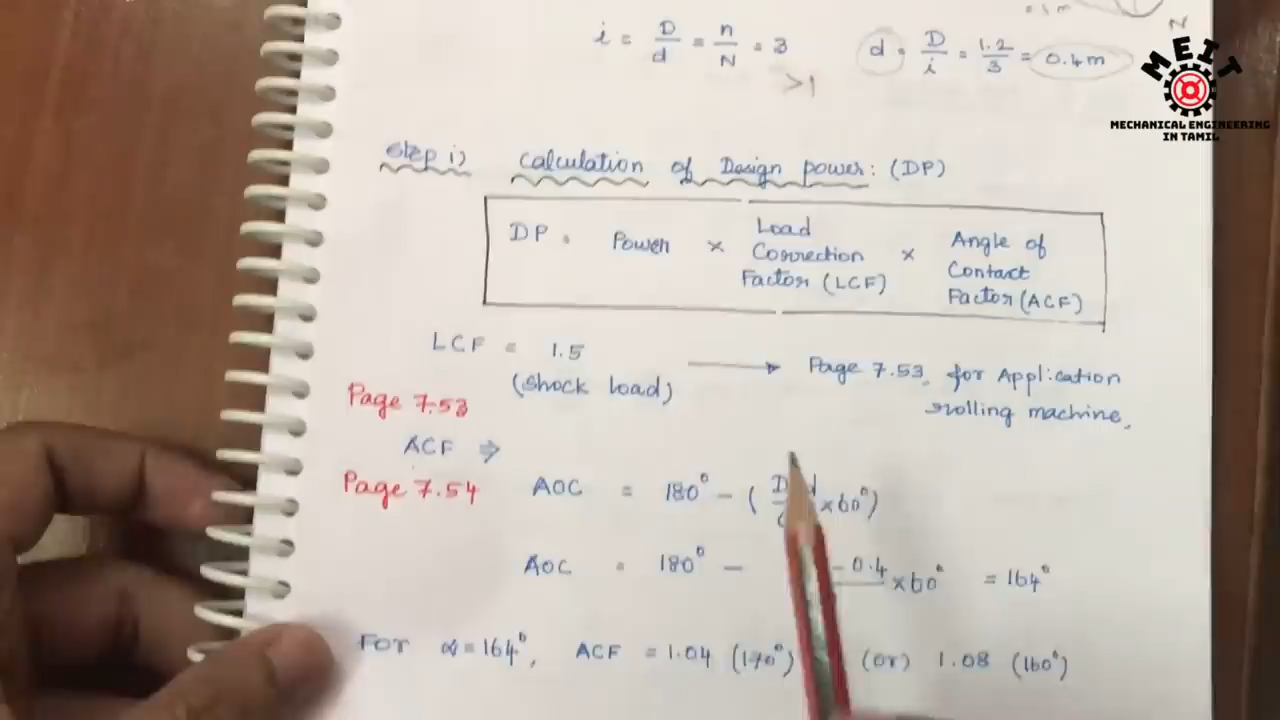 i = D/d = n/N = 3
>1
d = D/i = 1.2/3 = 0.4m
N
MEIT
MECHANICAL ENGINEERING
IN TAMIL
Step i) Calculation of Design power: (DP)
DP = Power × Load Correction Factor (LCF) × Angle of Contact Factor (ACF)
LCF = 1.5 → Page 7.53, for Application
(Shock load) rolling machine,
Page 7.53
ACF ⇒
Page 7.54 AOC = 180° - ( × 60°)
AOC = 180° - - 0.4 × 60° = 164°
For α = 164°, ACF = 1.04 (170°) (or) 1.08 (160°)